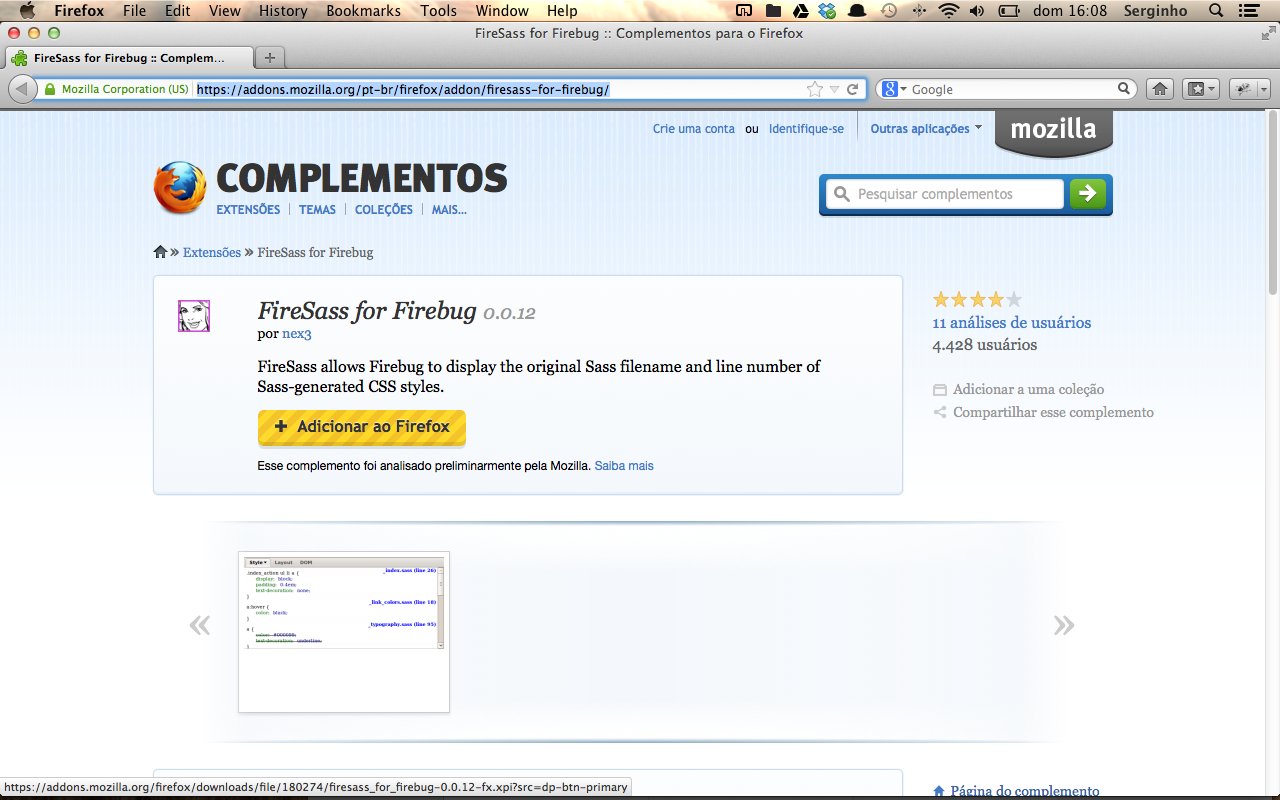 Firefox File Edit View History Bookmarks Tools Window Help dom 16:08 Serginho
FireSass for Firebug :: Complementos para o Firefox
FireSass for Firebug :: Complem...
Mozilla Corporation (US) https://addons.mozilla.org/pt-br/firefox/addon/firesass-for-firebug/ Google
Crie uma conta ou Identifique-se Outras aplicações mozilla
COMPLEMENTOS
EXTENSÕES TEMAS COLEÇÕES MAIS...
Pesquisar complementos
» Extensões » FireSass for Firebug
FireSass for Firebug 0.0.12
por nex3
FireSass allows Firebug to display the original Sass filename and line number of
Sass-generated CSS styles.
+ Adicionar ao Firefox
Esse complemento foi analisado preliminarmente pela Mozilla. Saiba mais
11 análises de usuários
4.428 usuários
Adicionar a uma coleção
Compartilhar esse complemento
Style Layout DOM
.index_action ul li a { _index.sass (line 26)
display: block;
padding: 0.4em;
text-decoration: none;
}
_link_colors.sass (line 18)
a:hover {
color: black;
}
_typography.sass (line 95)
a {
color: #000099;
text-decoration: underline;
}
« »
https://addons.mozilla.org/firefox/downloads/file/180274/firesass_for_firebug-0.0.12-fx.xpi?src=dp-btn-primary
Página do complemento